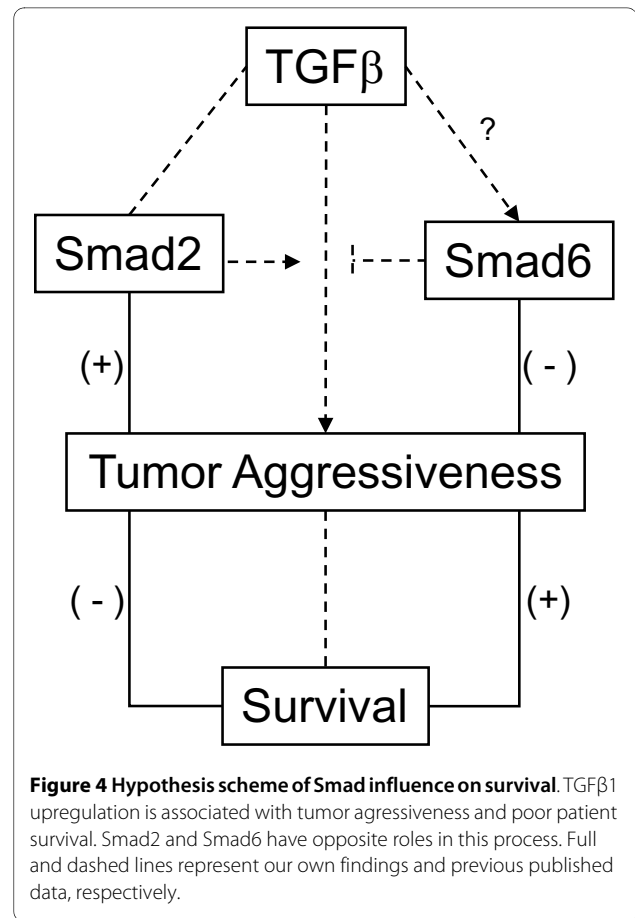 TGFβ
?
Smad2
Smad6
(+)
( - )
Tumor Aggressiveness
( - )
(+)
Survival
Figure 4 Hypothesis scheme of Smad influence on survival. TGFβ1
upregulation is associated with tumor agressiveness and poor patient
survival. Smad2 and Smad6 have opposite roles in this process. Full
and dashed lines represent our own findings and previous published
data, respectively.